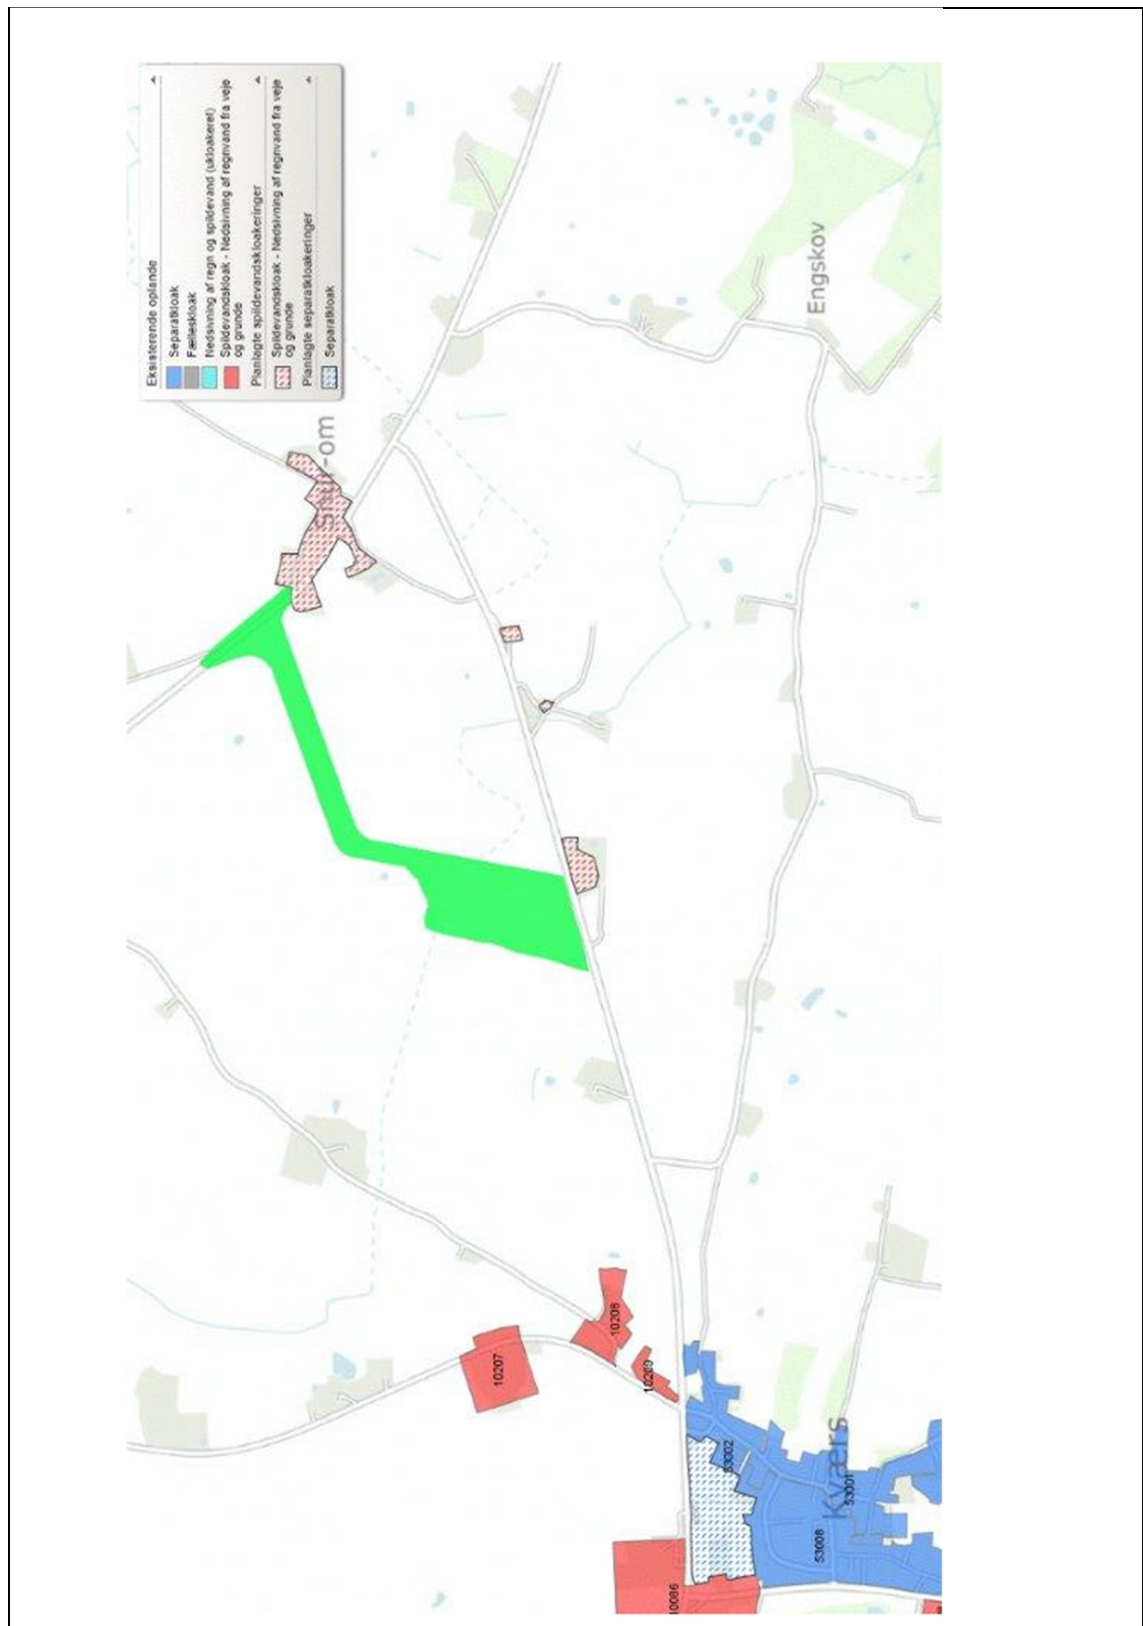 Eksisterende oplande
Separatkloak
Fælleskloak
Nedsivning af regn og spildevand (ukloakeret)
Spildevandskloak - Nedsivning af regnvand fra veje
og grunde
Planlagte spildevandskloakeringer
Spildevandskloak - Nedsivning af regnvand fra veje
og grunde
Planlagte separatkloakeringer
Separatkloak
Engskov
10207
10208
10209
53002
Kværs
53001
53008
10086